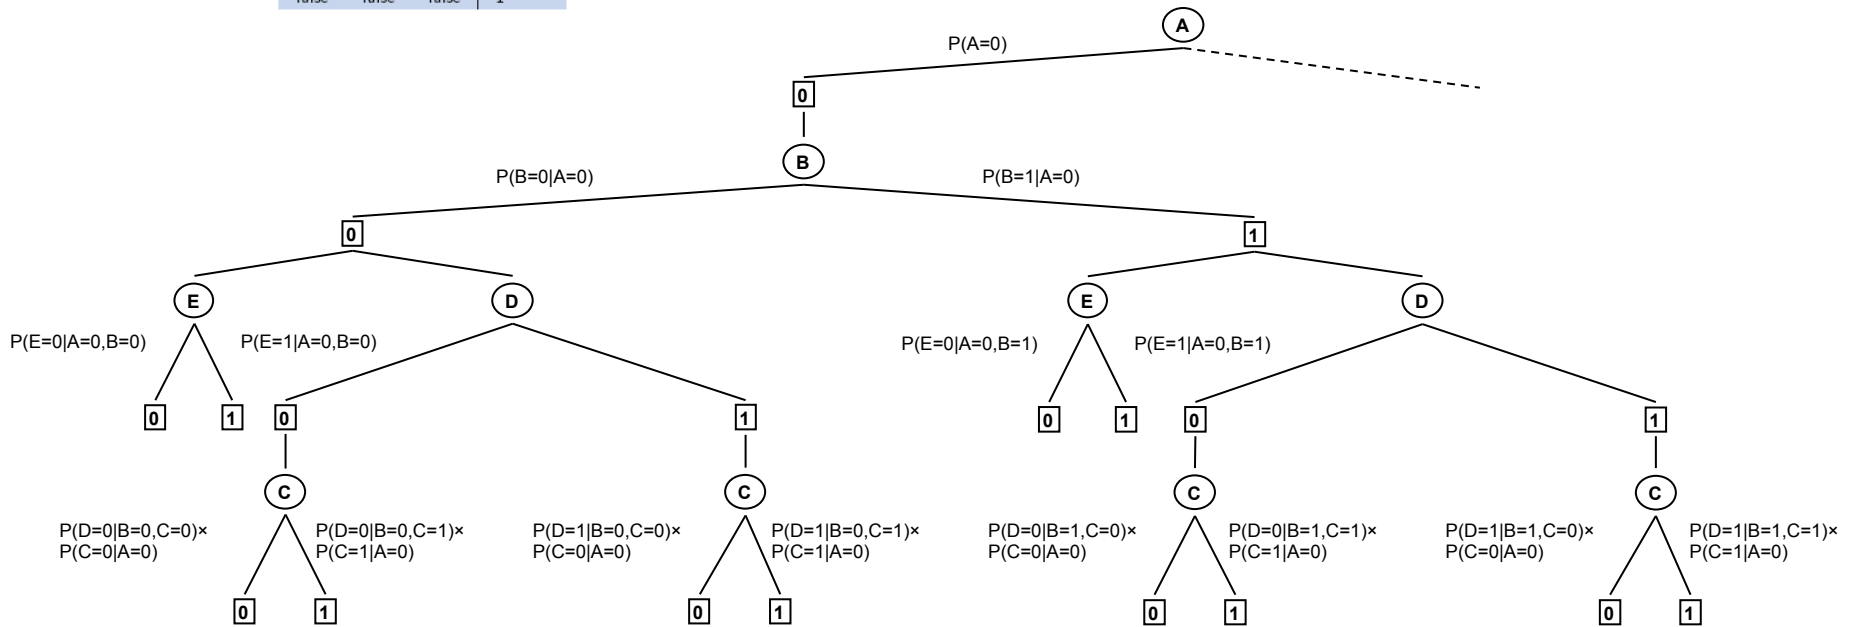 false false false 1
A
P(A=0)
0
B
P(B=0|A=0) P(B=1|A=0)
0 1
E D E D
P(E=0|A=0,B=0) P(E=1|A=0,B=0) P(E=0|A=0,B=1) P(E=1|A=0,B=1)
0 1 0 1 0 1 0 1
C C C C
P(D=0|B=0,C=0)× P(D=0|B=0,C=1)× P(D=1|B=0,C=0)× P(D=1|B=0,C=1)× P(D=0|B=1,C=0)× P(D=0|B=1,C=1)× P(D=1|B=1,C=0)× P(D=1|B=1,C=1)×
P(C=0|A=0) P(C=1|A=0) P(C=0|A=0) P(C=1|A=0) P(C=0|A=0) P(C=1|A=0) P(C=0|A=0) P(C=1|A=0)
0 1 0 1 0 1 0 1